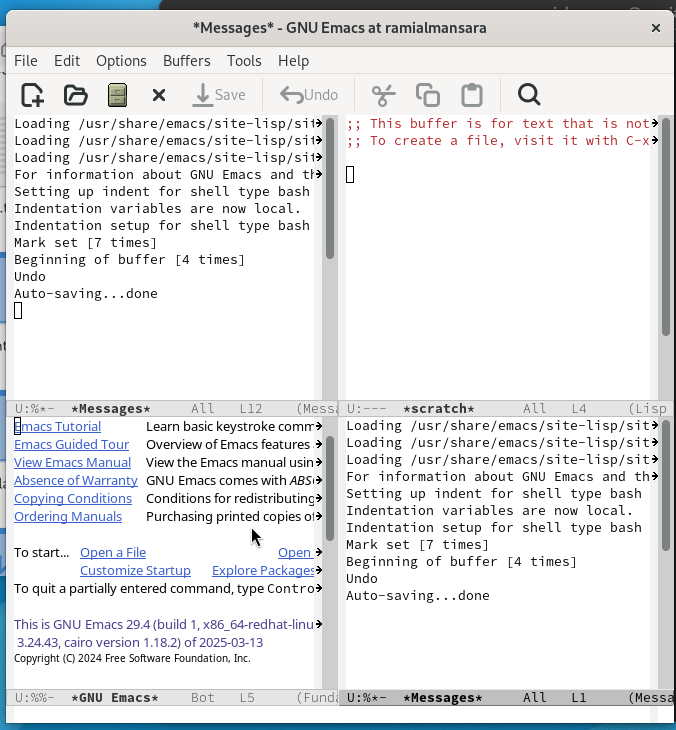 *Messages* - GNU Emacs at ramialmansara
File Edit Options Buffers Tools Help
Save Undo
Loading /usr/share/emacs/site-lisp/sit
Loading /usr/share/emacs/site-lisp/sit
Loading /usr/share/emacs/site-lisp/sit
For information about GNU Emacs and th
Setting up indent for shell type bash
Indentation variables are now local.
Indentation setup for shell type bash
Mark set [7 times]
Beginning of buffer [4 times]
Undo
Auto-saving...done
U:%*- *Messages* All L12 (Messa
;; This buffer is for text that is not
;; To create a file, visit it with C-x
U:--- *scratch* All L4 (Lisp
Emacs Tutorial Learn basic keystroke comm
Emacs Guided Tour Overview of Emacs features
View Emacs Manual View the Emacs manual usin
Absence of Warranty GNU Emacs comes with ABS
Copying Conditions Conditions for redistributing
Ordering Manuals Purchasing printed copies of
To start... Open a File Open
Customize Startup Explore Packages
To quit a partially entered command, type Contro
This is GNU Emacs 29.4 (build 1, x86_64-redhat-linu
3.24.43, cairo version 1.18.2) of 2025-03-13
Copyright (C) 2024 Free Software Foundation, Inc.
U:%%- *GNU Emacs* Bot L5 (Funda
Loading /usr/share/emacs/site-lisp/sit
Loading /usr/share/emacs/site-lisp/sit
Loading /usr/share/emacs/site-lisp/sit
For information about GNU Emacs and th
Setting up indent for shell type bash
Indentation variables are now local.
Indentation setup for shell type bash
Mark set [7 times]
Beginning of buffer [4 times]
Undo
Auto-saving...done
U:%*- *Messages* All L1 (Messa